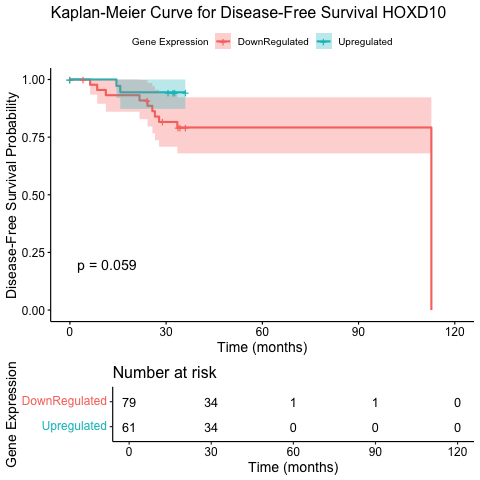 Kaplan-Meier Curve for Disease-Free Survival HOXD10
Gene Expression DownRegulated Upregulated
Disease-Free Survival Probability
1.00
0.75
0.50
0.25
0.00
p = 0.059
0 30 60 90 120
Time (months)
Number at risk
Gene Expression
DownRegulated 79 34 1 1 0
Upregulated 61 34 0 0 0
0 30 60 90 120
Time (months)